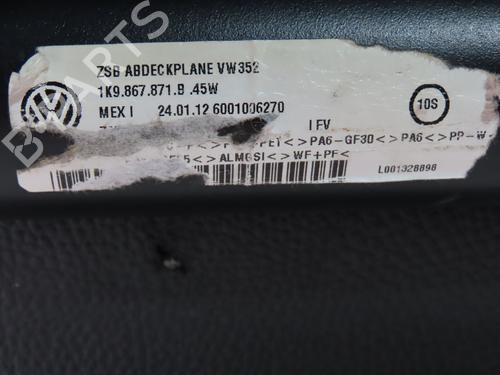 ZSB ABDECKPLANE VW352
1K9.867.871.B .45W
MEX I 24.01.12 6001006270
I FV
10S
PA6-GF30<>PA6<>PP-W
<>ALMGSI<>WF+PF<
L001328898
B PARTS